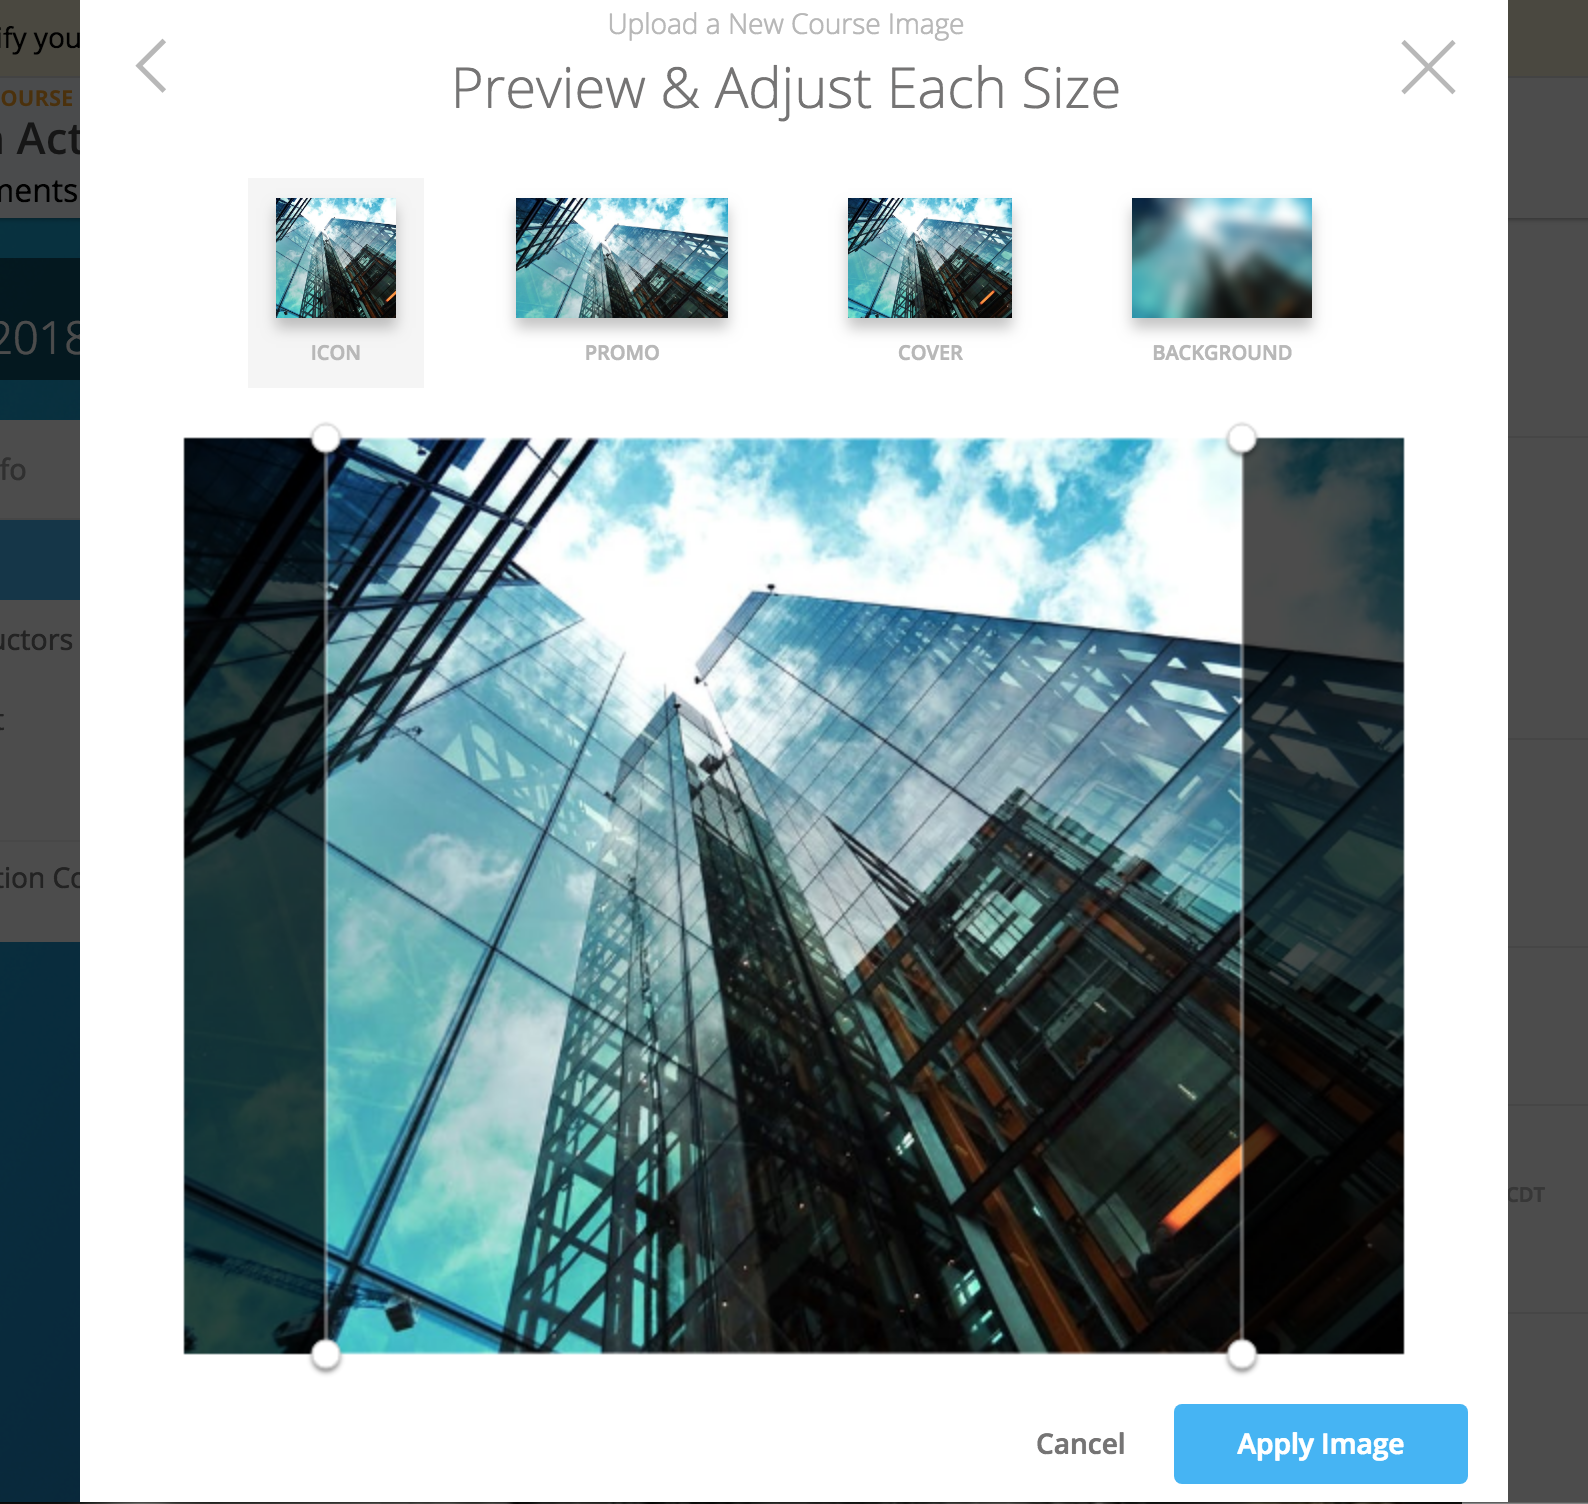 Upload a New Course Image
Preview & Adjust Each Size
ify you
OURSE
Act
ments
2018
fo
uctors
tion Co
CDT
ICON
PROMO
COVER
BACKGROUND
Cancel
Apply Image